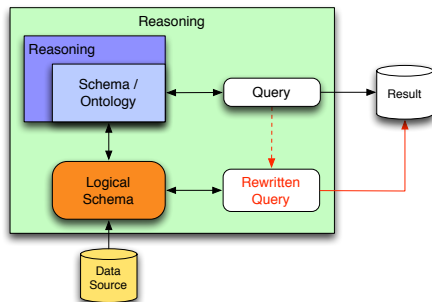 Reasoning
Reasoning
Schema /
Ontology
Query
Result
Logical
Schema
Rewritten
Query
Data
Source